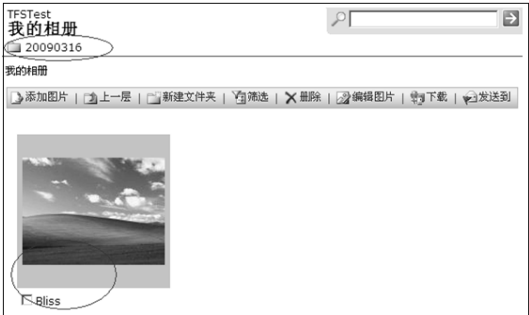 TFSTest
我的相册
20090316
我的相册
添加图片 | 上一层 | 新建文件夹 | 筛选 | 删除 | 编辑图片 | 下载 | 发送到
Bliss